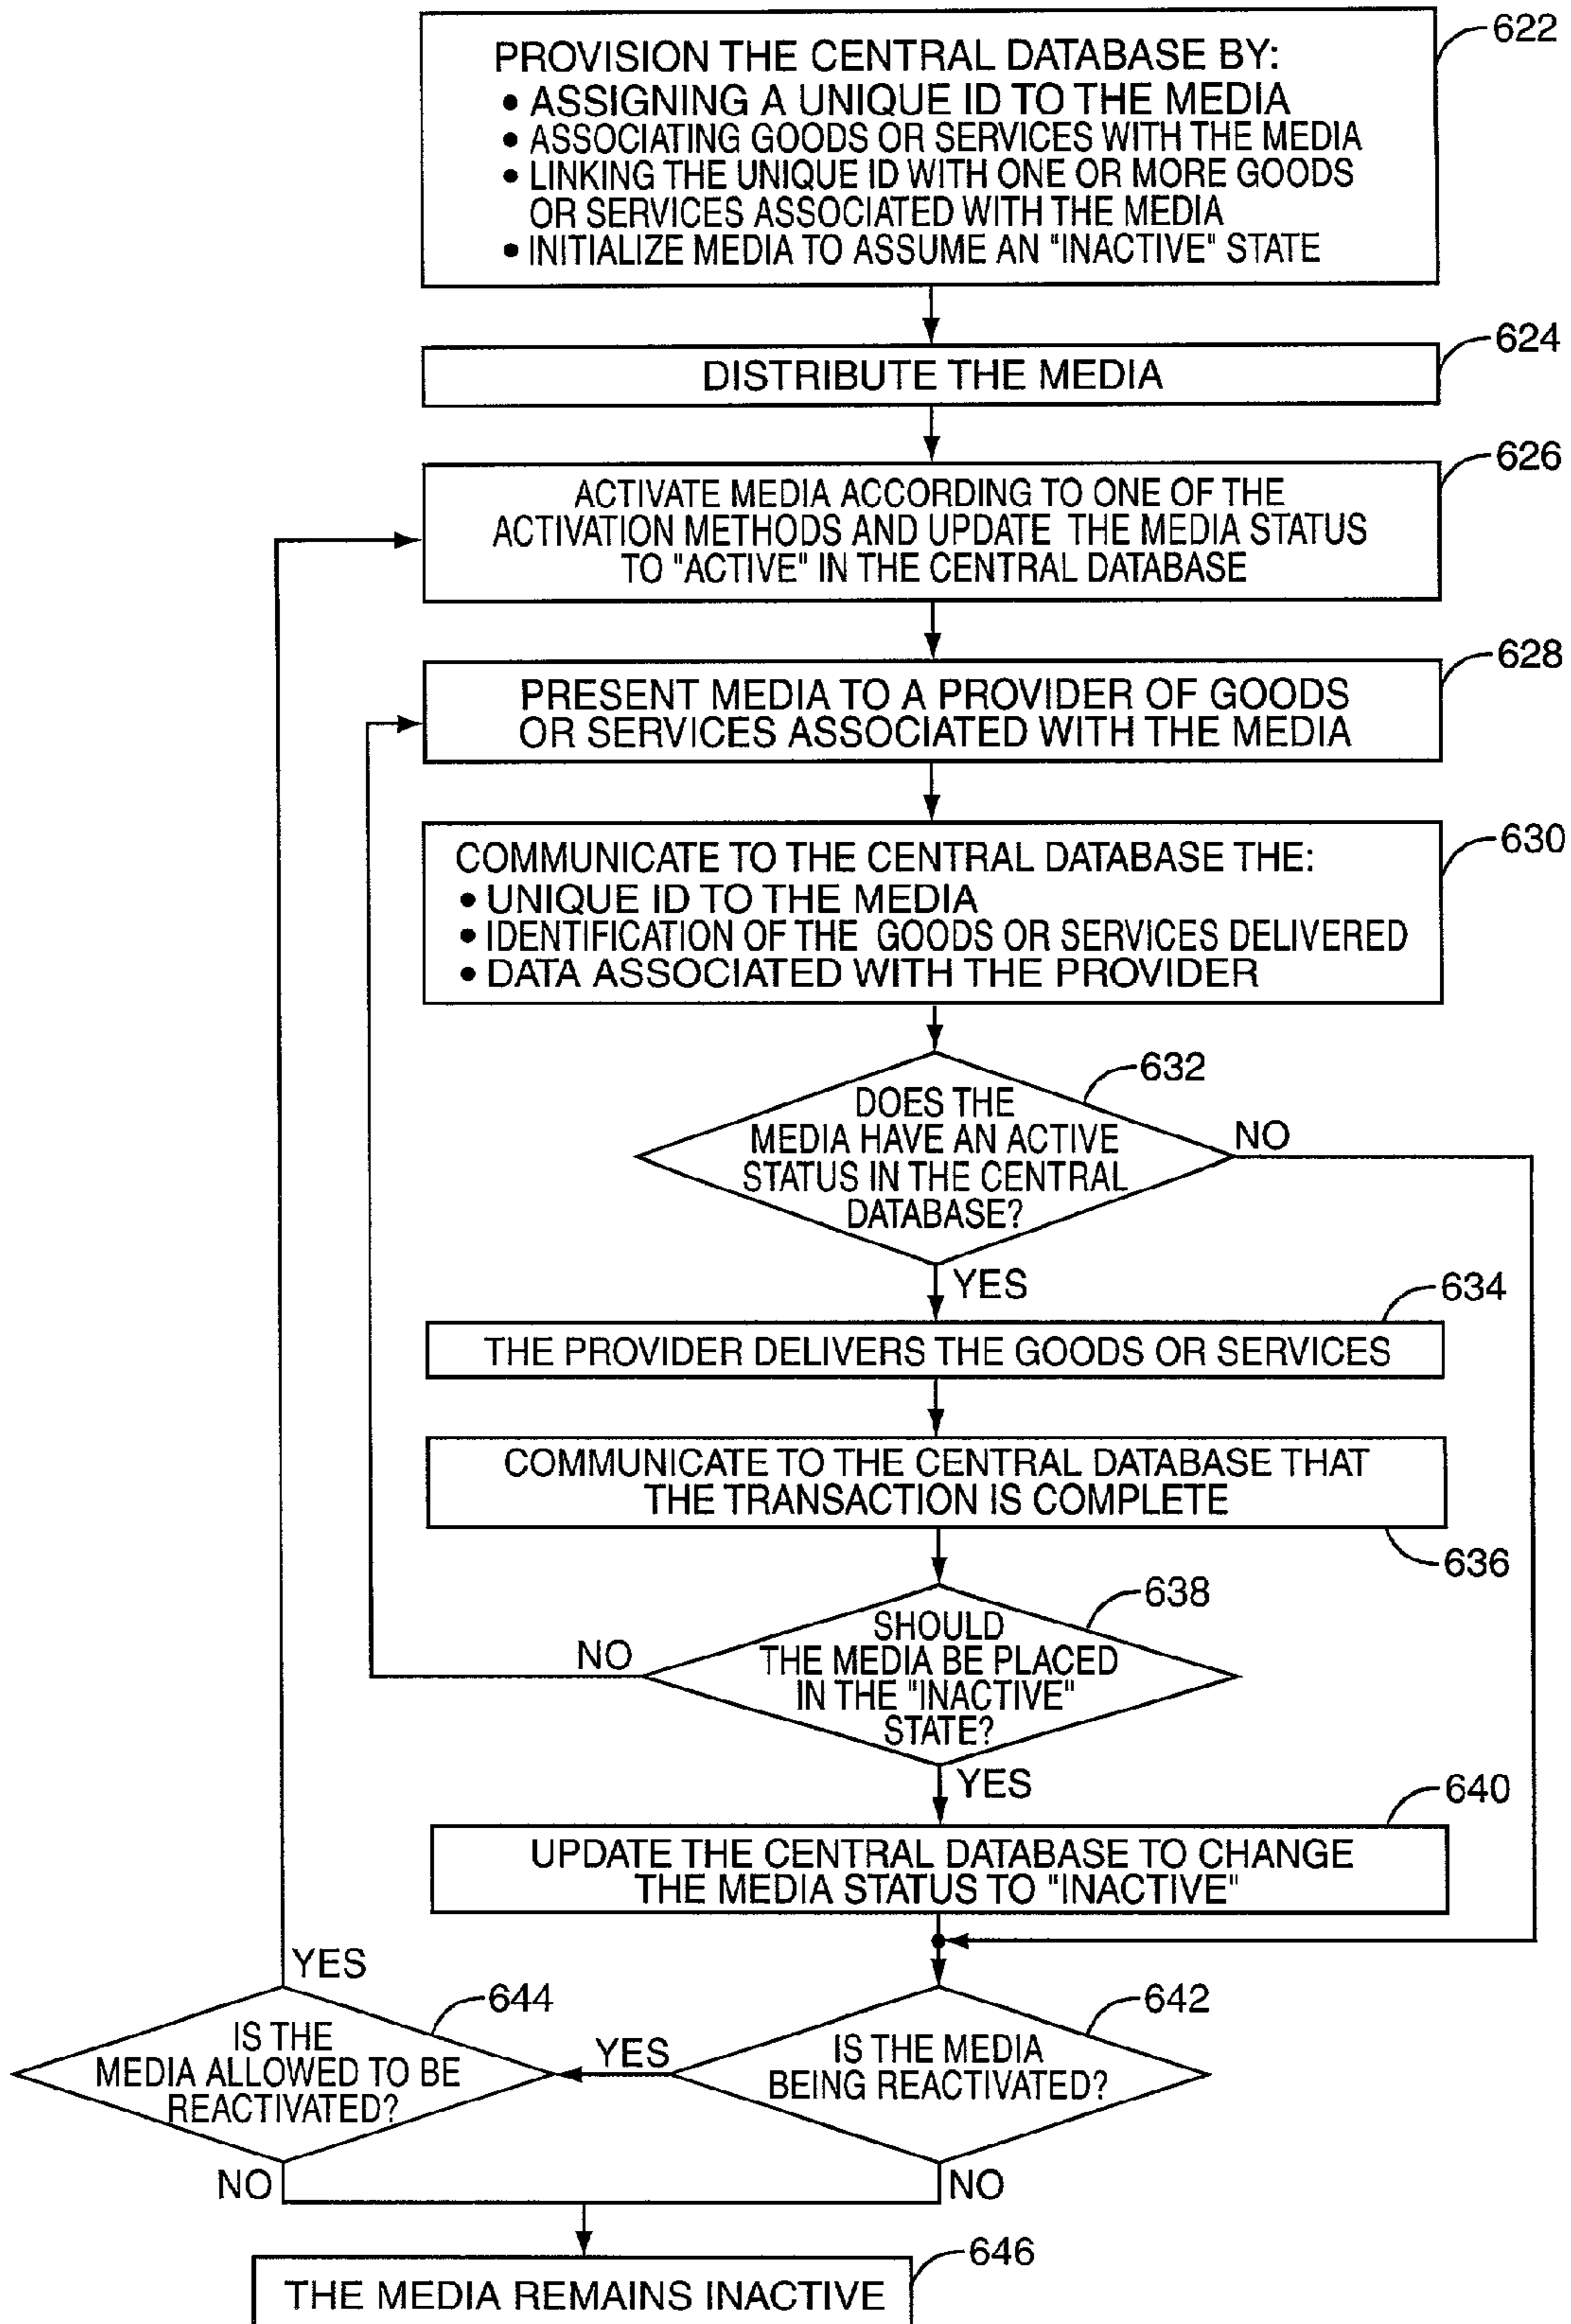 622
PROVISION THE CENTRAL DATABASE BY:
• ASSIGNING A UNIQUE ID TO THE MEDIA
• ASSOCIATING GOODS OR SERVICES WITH THE MEDIA
• LINKING THE UNIQUE ID WITH ONE OR MORE GOODS
OR SERVICES ASSOCIATED WITH THE MEDIA
• INITIALIZE MEDIA TO ASSUME AN "INACTIVE" STATE
624
DISTRIBUTE THE MEDIA
626
ACTIVATE MEDIA ACCORDING TO ONE OF THE
ACTIVATION METHODS AND UPDATE THE MEDIA STATUS
TO "ACTIVE" IN THE CENTRAL DATABASE
628
PRESENT MEDIA TO A PROVIDER OF GOODS
OR SERVICES ASSOCIATED WITH THE MEDIA
630
COMMUNICATE TO THE CENTRAL DATABASE THE:
• UNIQUE ID TO THE MEDIA
• IDENTIFICATION OF THE GOODS OR SERVICES DELIVERED
• DATA ASSOCIATED WITH THE PROVIDER
632
DOES THE
MEDIA HAVE AN ACTIVE
STATUS IN THE CENTRAL
DATABASE?
NO
YES
634
THE PROVIDER DELIVERS THE GOODS OR SERVICES
COMMUNICATE TO THE CENTRAL DATABASE THAT
THE TRANSACTION IS COMPLETE
636
638
SHOULD
THE MEDIA BE PLACED
IN THE "INACTIVE"
STATE?
NO
YES
640
UPDATE THE CENTRAL DATABASE TO CHANGE
THE MEDIA STATUS TO "INACTIVE"
YES
644
IS THE
MEDIA ALLOWED TO BE
REACTIVATED?
YES
642
IS THE MEDIA
BEING REACTIVATED?
NO
NO
646
THE MEDIA REMAINS INACTIVE